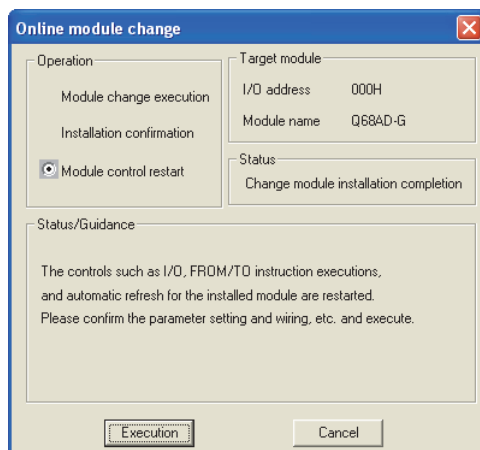 Online module change
Operation
Module change execution
Installation confirmation
Module control restart
Target module
I/O address 000H
Module name Q68AD-G
Status
Change module installation completion
Status/Guidance
The controls such as I/O, FROM/TO instruction executions,
and automatic refresh for the installed module are restarted.
Please confirm the parameter setting and wiring, etc. and execute.
Execution
Cancel